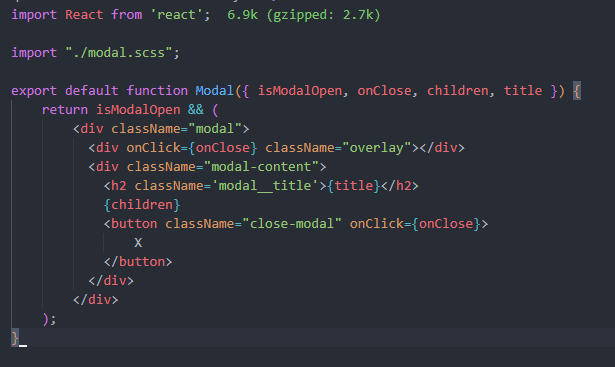 import React from 'react';  6.9k (gzipped: 2.7k)
import "./modal.scss";
export default function Modal({ isModalOpen, onClose, children, title }) {
    return isModalOpen && (
        <div className="modal">
          <div onClick={onClose} className="overlay"></div>
          <div className="modal-content">
            <h2 className='modal__title'>{title}</h2>
            {children}
            <button className="close-modal" onClick={onClose}>
                X
            </button>
          </div>
        </div>
    );
}